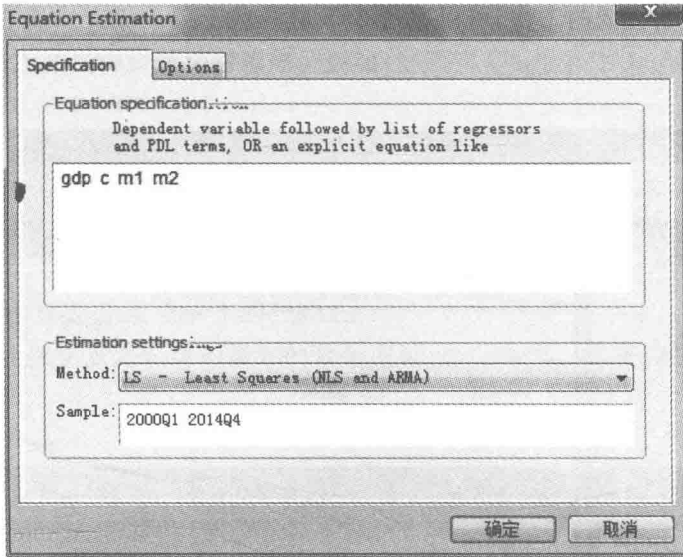 Equation Estimation
Specification
Options
Equation specification
Dependent variable followed by list of regressors
and PDL terms, OR an explicit equation like
gdp c m1 m2
Estimation settings
Method:
LS - Least Squares (NLS and ARMA)
Sample:
2000Q1 2014Q4
确定
取消